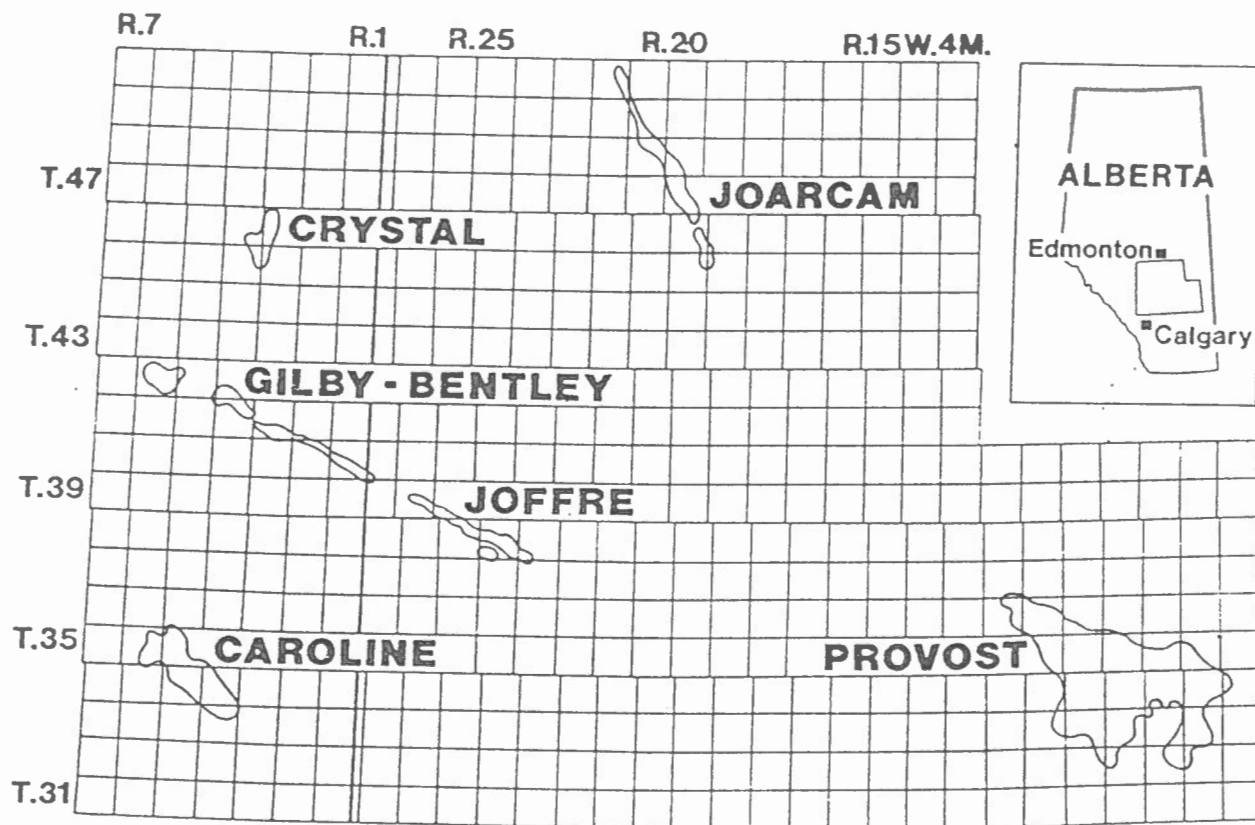 R.7 R.1 R.25 R.20 R.15W.4M.
ALBERTA
T.47
JOARCAM
CRYSTAL
Edmonton
T.43
Calgary
GILBY - BENTLEY
T.39
JOFFRE
T.35
CAROLINE
PROVOST
T.31